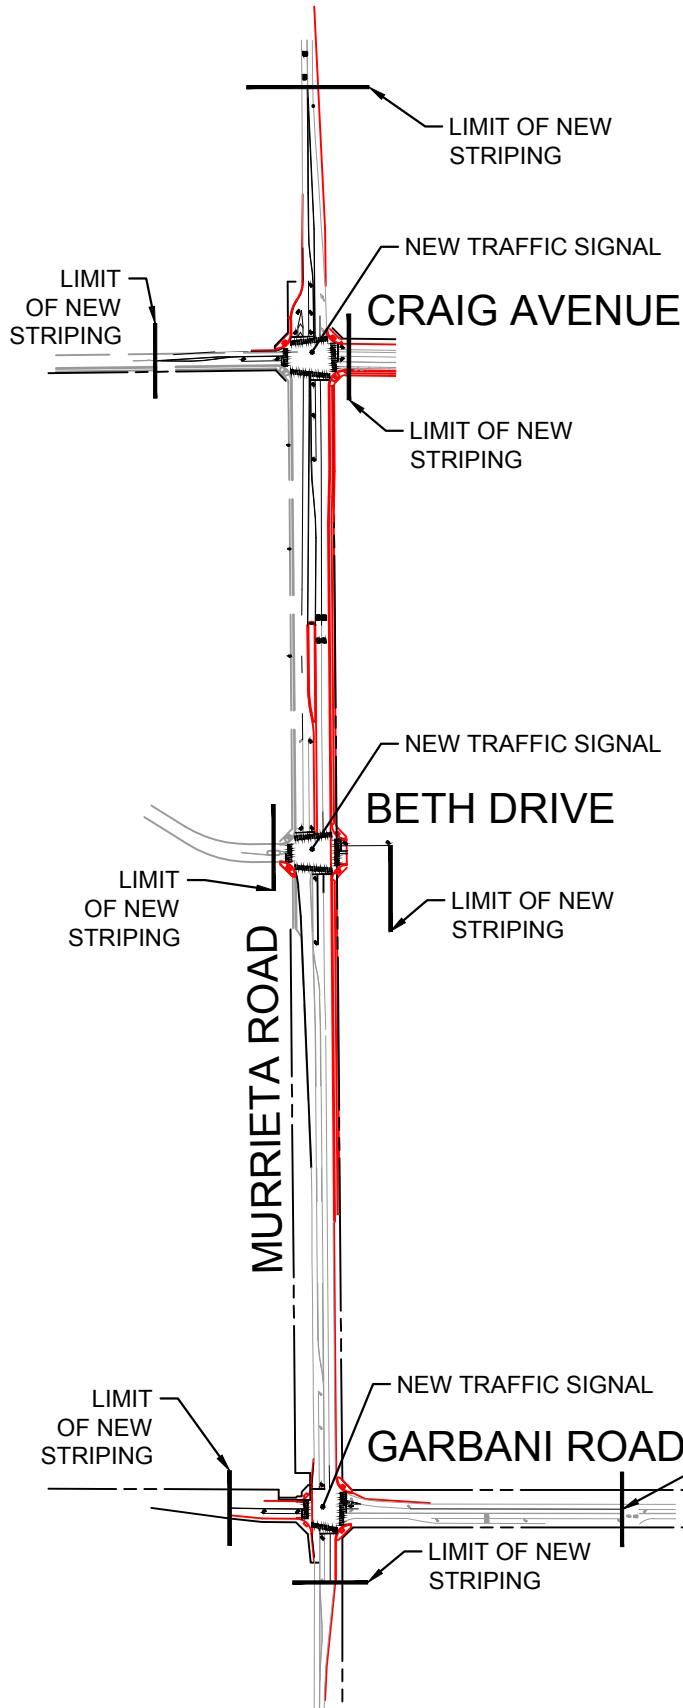 LIMIT OF NEW
STRIPING
NEW TRAFFIC SIGNAL
LIMIT
OF NEW
STRIPING
CRAIG AVENUE
LIMIT OF NEW
STRIPING
NEW TRAFFIC SIGNAL
BETH DRIVE
LIMIT
OF NEW
STRIPING
LIMIT OF NEW
STRIPING
MURRIETA ROAD
NEW TRAFFIC SIGNAL
LIMIT
OF NEW
STRIPING
GARBANI ROAD
LIMIT OF NEW
STRIPING